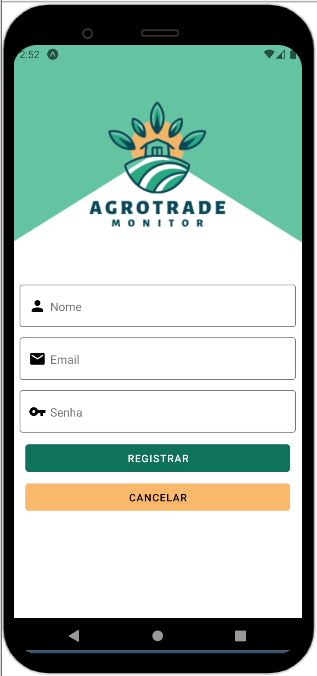 2:52
AGROTRADE
MONITOR
Nome
Email
Senha
REGISTRAR
CANCELAR